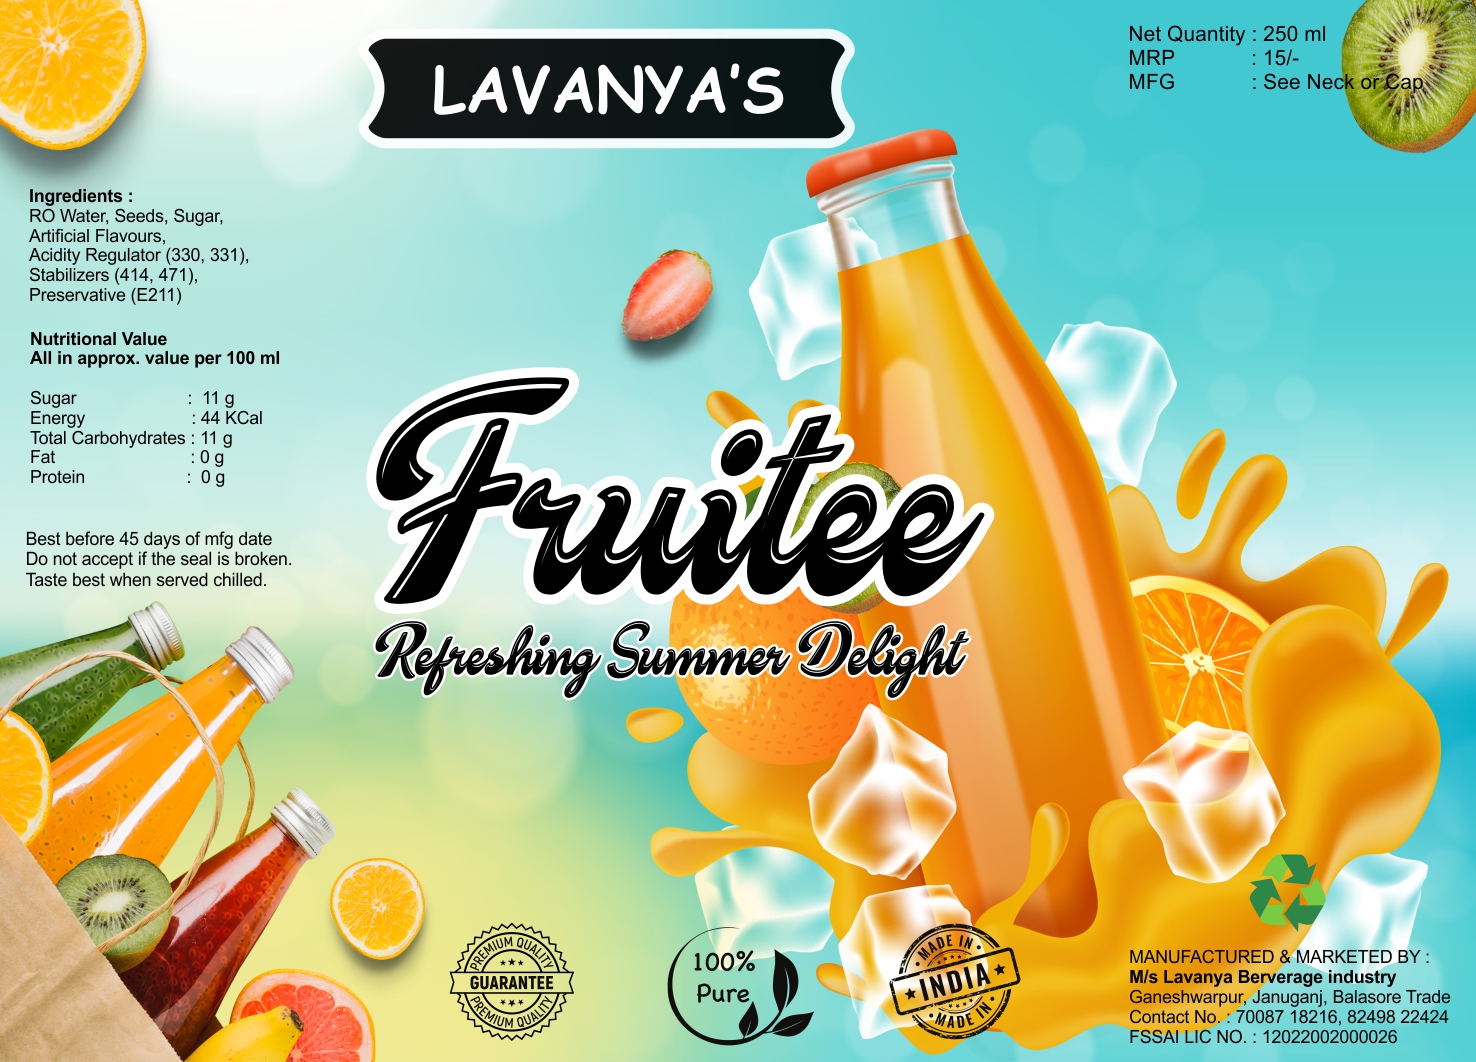 LAVANYA'S
Net Quantity : 250 ml
MRP : 15/-
MFG : See Neck or Cap
Ingredients :
RO Water, Seeds, Sugar,
Artificial Flavours,
Acidity Regulator (330, 331),
Stabilizers (414, 471),
Preservative (E211)
Nutritional Value
All in approx. value per 100 ml
Sugar : 11 g
Energy : 44 KCal
Total Carbohydrates : 11 g
Fat : 0 g
Protein : 0 g
Best before 45 days of mfg date
Do not accept if the seal is broken.
Taste best when served chilled.
Fruitee
Refreshing Summer Delight
PREMIUM QUALITY
GUARANTEE
PREMIUM QUALITY
100%
Pure
MADE IN
INDIA
MADE IN
MANUFACTURED & MARKETED BY :
M/s Lavanya Berverage industry
Ganeshwarpur, Januganj, Balasore Trade
Contact No. : 70087 18216, 82498 22424
FSSAI LIC NO. : 12022002000026